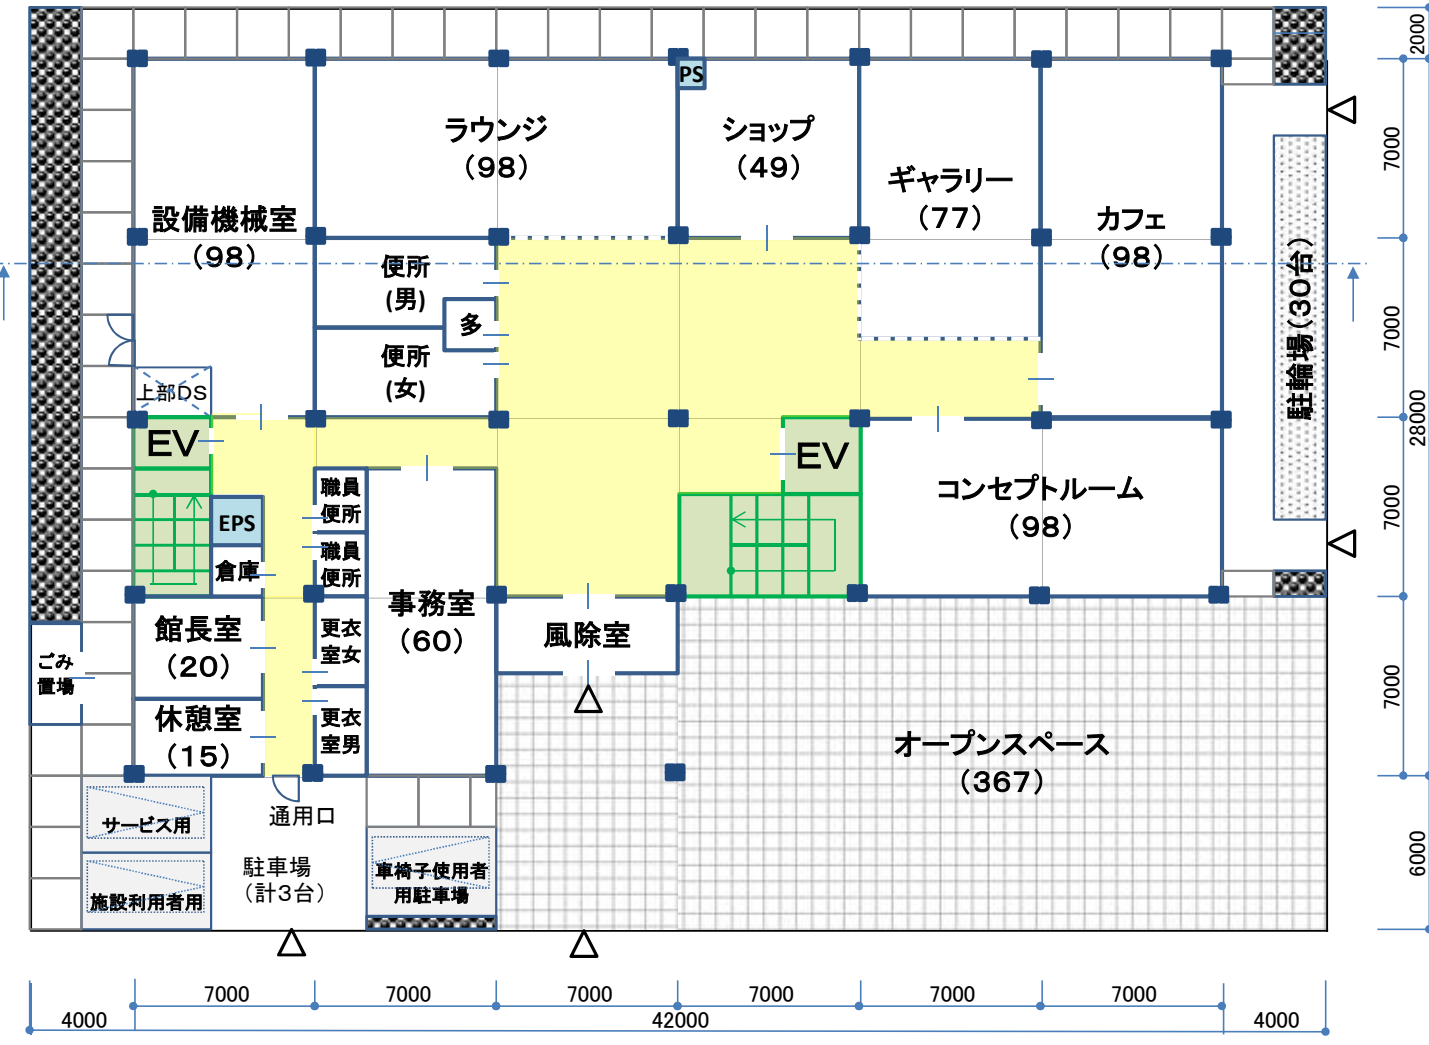 2000
PS
ラウンジ
（98）
ショップ
（49）
7000
ギャラリー
（77）
設備機械室
（98）
カフェ
（98）
便所
(男)
多
便所
(女)
駐輪場（30台）
7000
上部DS
EV
EV
28000
職員
便所
コンセプトルーム
（98）
7000
EPS
職員
便所
倉庫
事務室
（60）
館長室
（20）
更衣
室女
風除室
ごみ
置場
7000
休憩室
（15）
更衣
室男
オープンスペース
（367）
通用口
サービス用
駐車場
（計3台）
車椅子使用者
用駐車場
施設利用者用
6000
7000
7000
7000
7000
7000
7000
4000
42000
4000